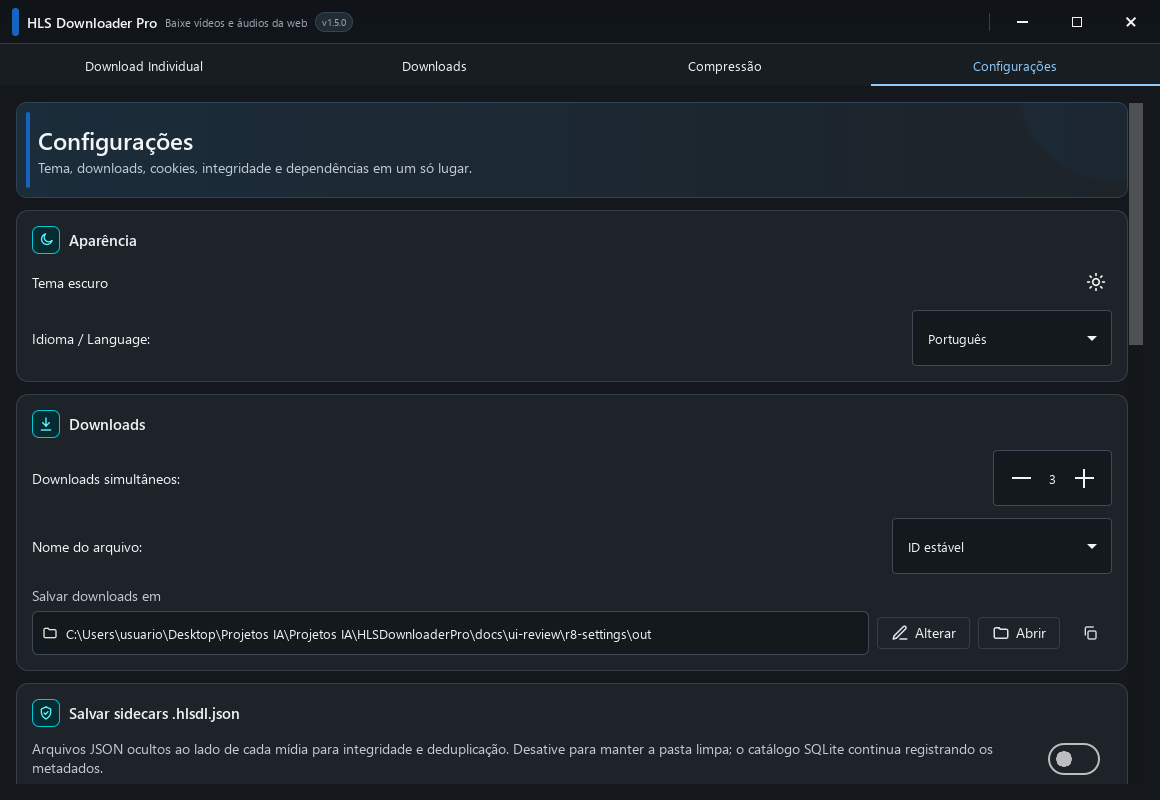 HLS Downloader Pro Baixe vídeos e áudios da web v1.5.0
Download Individual Downloads Compressão Configurações
Configurações
Tema, downloads, cookies, integridade e dependências em um só lugar.
Aparência
Tema escuro
Idioma / Language: Português
Downloads
Downloads simultâneos: 3
Nome do arquivo: ID estável
Salvar downloads em
C:\Users\usuario\Desktop\Projetos IA\Projetos IA\HLSDownloaderPro\docs\ui-review\r8-settings\out Alterar Abrir
Salvar sidecars .hlsdl.json
Arquivos JSON ocultos ao lado de cada mídia para integridade e deduplicação. Desative para manter a pasta limpa; o catálogo SQLite continua registrando os
metadados.